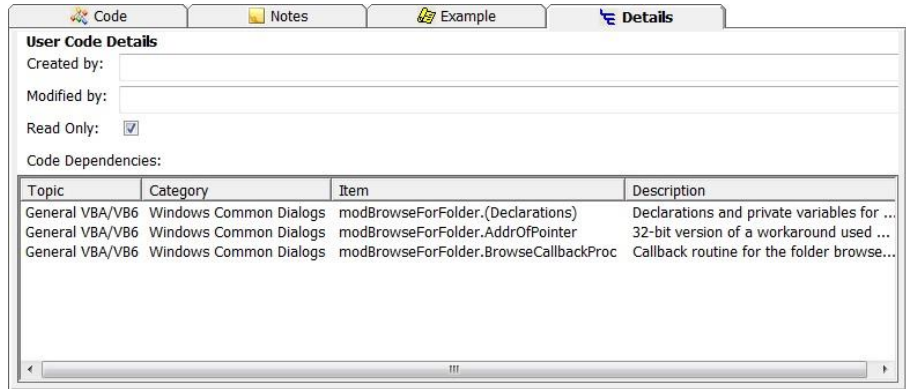 Code Notes Example Details
User Code Details
Created by:
Modified by:
Read Only:
Code Dependencies:
Topic Category Item Description
General VBA/VB6 Windows Common Dialogs modBrowseForFolder.(Declarations) Declarations and private variables for ...
General VBA/VB6 Windows Common Dialogs modBrowseForFolder.AddrOfPointer 32-bit version of a workaround used ...
General VBA/VB6 Windows Common Dialogs modBrowseForFolder.BrowseCallbackProc Callback routine for the folder browse...